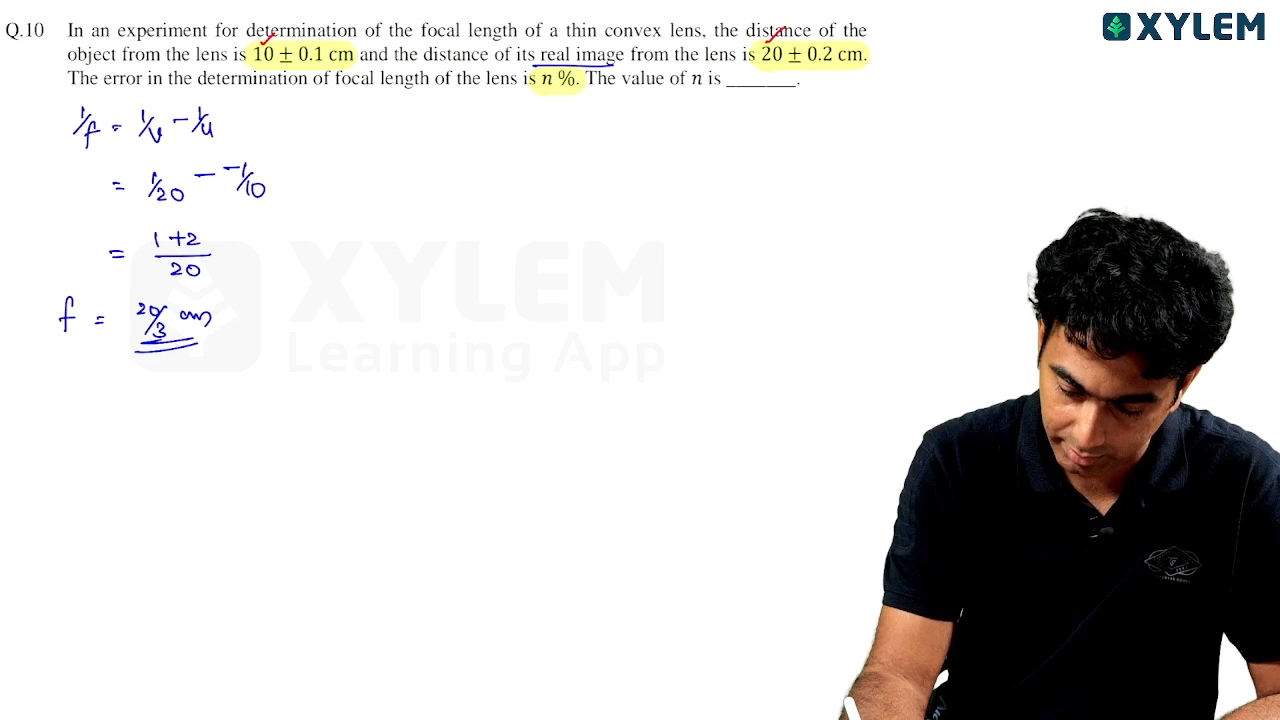 XYLEM
Q.10 In an experiment for determination of the focal length of a thin convex lens, the distance of the
object from the lens is 10 ± 0.1 cm and the distance of its real image from the lens is 20 ± 0.2 cm.
The error in the determination of focal length of the lens is n %. The value of n is _______.
1/f = 1/v - 1/u
= 1/20 - -1/10
= 1+2/20
f = 20/3 cm
XYLEM
Learning App